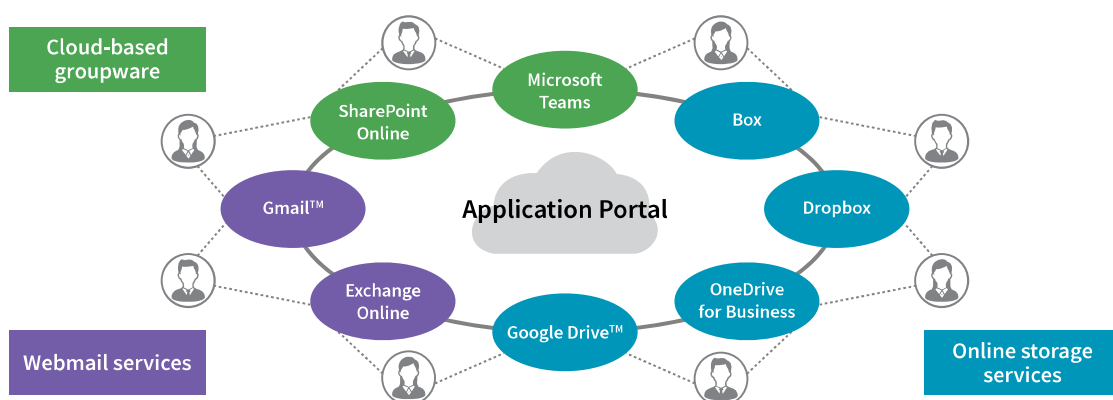 Cloud-based
groupware
Microsoft
Teams
SharePoint
Online
Box
Gmail™
Application Portal
Dropbox
Exchange
Online
OneDrive
for Business
Google Drive™
Webmail services
Online storage
services